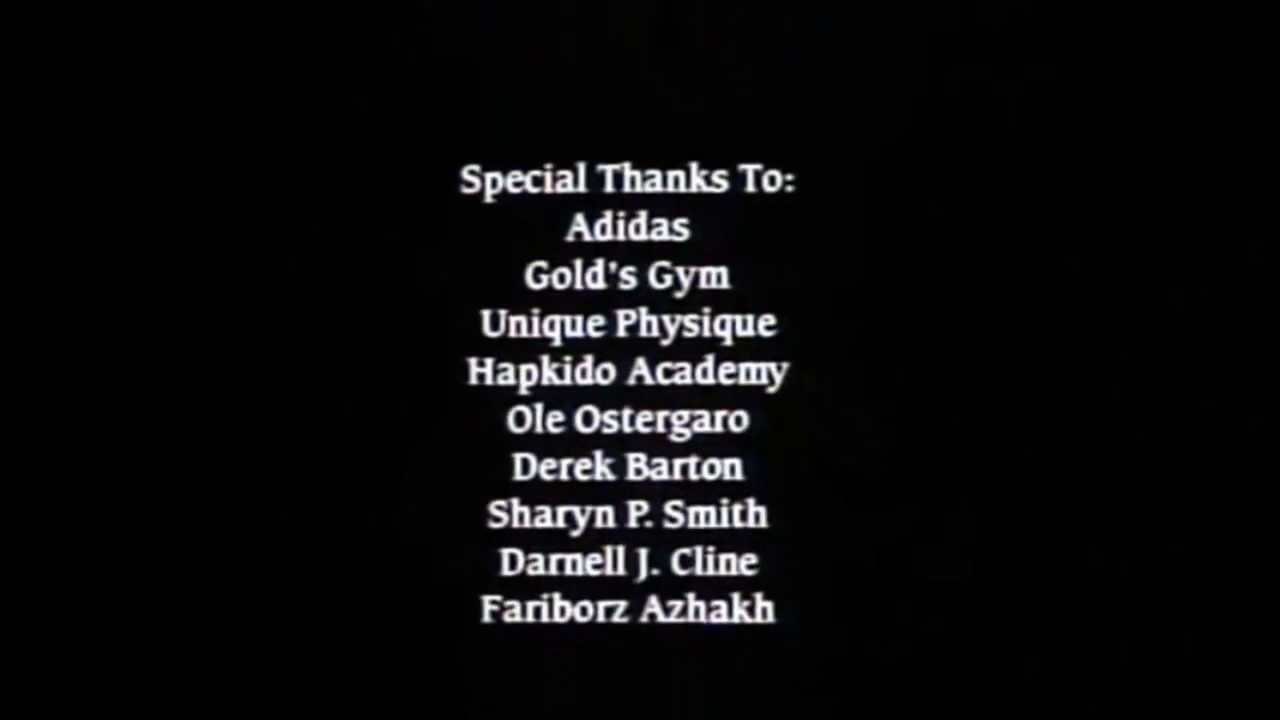 Special Thanks To:
Adidas
Gold's Gym
Unique Physique
Hapkido Academy
Ole Ostergaro
Derek Barton
Sharyn P. Smith
Darnell J. Cline
Fariborz Azhakh